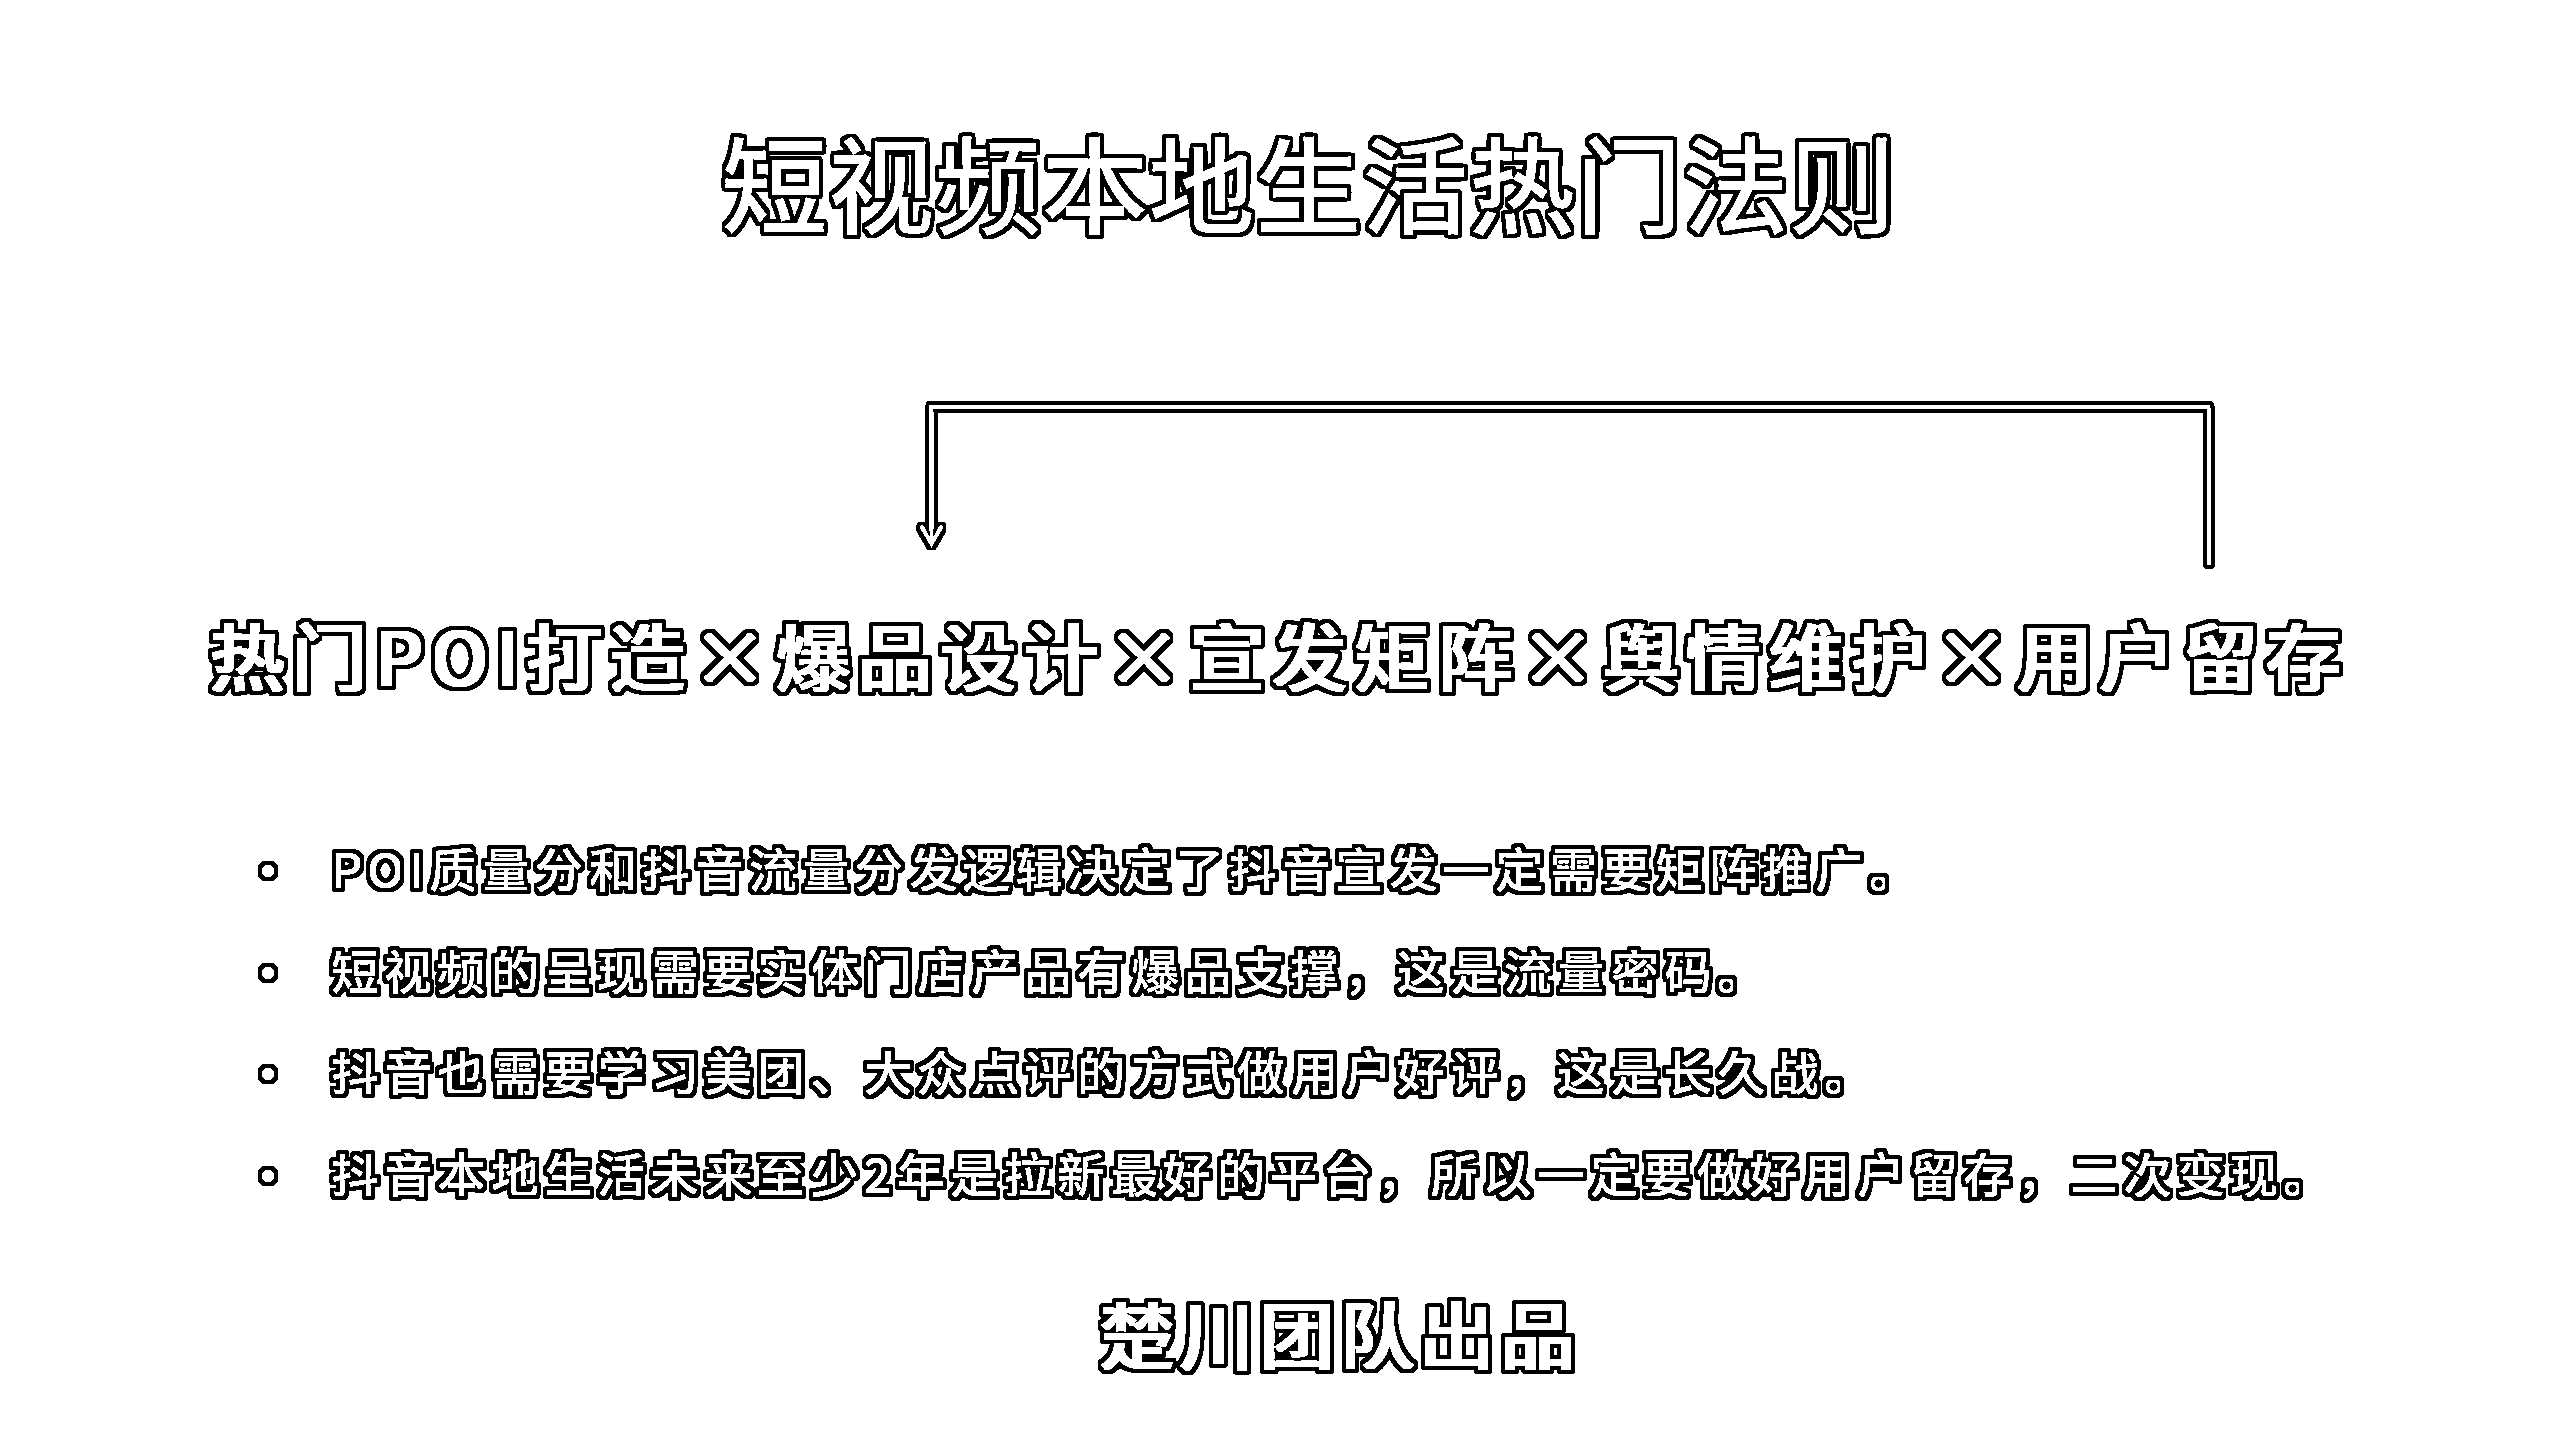 短视频本地生活热门法则
热门POI打造×爆品设计×宣发矩阵×舆情维护×用户留存
POI质量分和抖音流量分发逻辑决定了抖音宣发一定需要矩阵推广。
短视频的呈现需要实体门店产品有爆品支撑，这是流量密码。
抖音也需要学习美团、大众点评的方式做用户好评，这是长久战。
抖音本地生活未来至少2年是拉新最好的平台，所以一定要做好用户留存，二次变现。
楚川团队出品